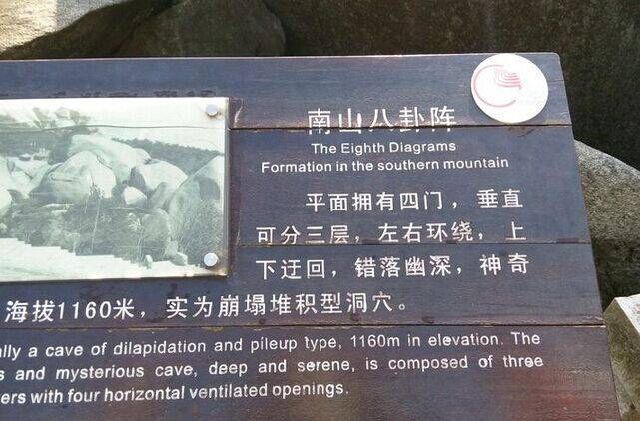 南山八卦阵
The Eighth Diagrams
Formation in the southern mountain
平面拥有四门，垂直
可分三层，左右环绕，上
下迂回，错落幽深，神奇
海拔1160米，实为崩塌堆积型洞穴。
a cave of dilapidation and pileup type, 1160m in elevation. The
and mysterious cave, deep and serene, is composed of three
with four horizontal ventilated openings.